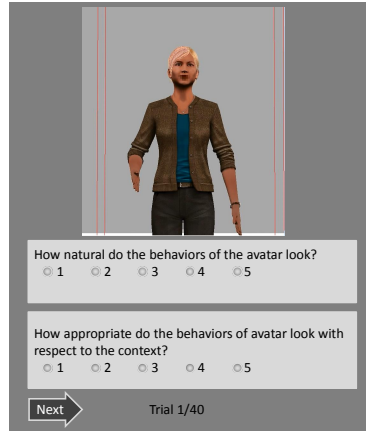 How natural do the behaviors of the avatar look?
1 2 3 4 5
How appropriate do the behaviors of avatar look with
respect to the context?
1 2 3 4 5
Next Trial 1/40